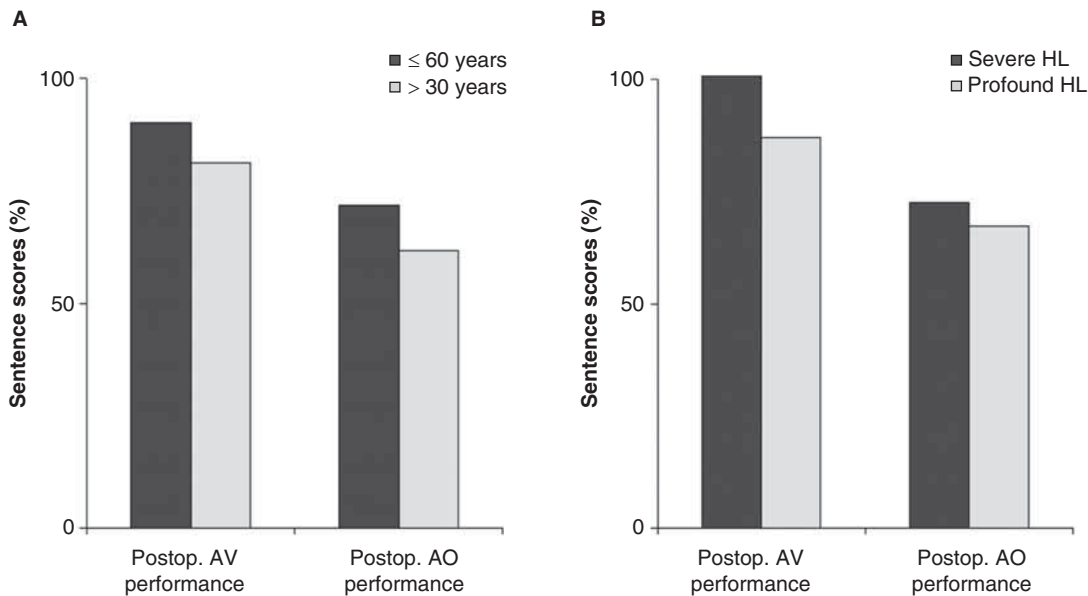 A
≤ 60 years
> 30 years
100
50
0
Sentence scores (%)
Postop. AV
performance
Postop. AO
performance
B
Severe HL
Profound HL
100
50
0
Sentence scores (%)
Postop. AV
performance
Postop. AO
performance